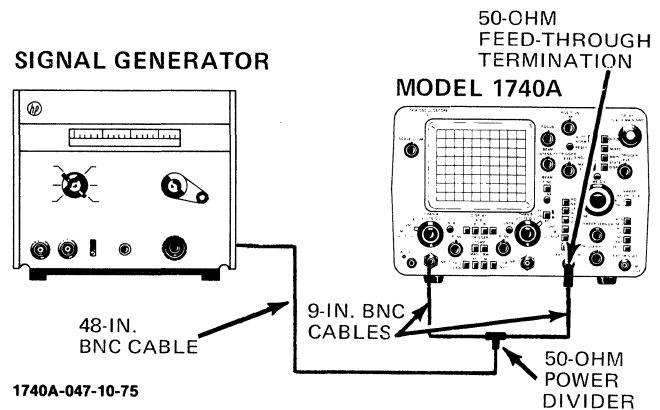 50-OHM
FEED-THROUGH
TERMINATION
SIGNAL GENERATOR
MODEL 1740A
hp
48-IN.
BNC CABLE
9-IN. BNC
CABLES
50-OHM
POWER
DIVIDER
1740A-047-10-75